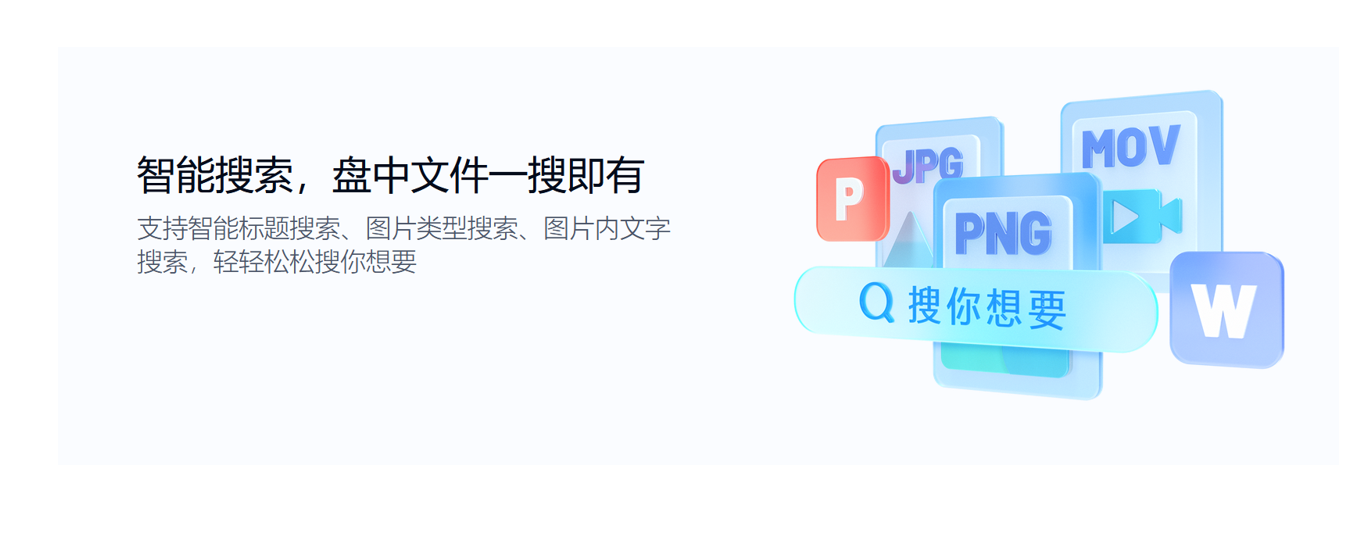 智能搜索，盘中文件一搜即有
支持智能标题搜索、图片类型搜索、图片内文字
搜索，轻轻松松搜你想要
JPG
MOV
P
PNG
搜你想要
W